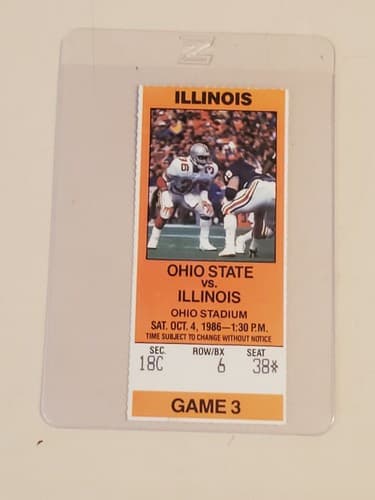 ILLINOIS
36
OHIO STATE
VS.
ILLINOIS
OHIO STADIUM
SAT. OCT. 4, 1986—1:30 P.M.
TIME SUBJECT TO CHANGE WITHOUT NOTICE
SEC. ROW/BX SEAT
18C 6 38*
GAME 3